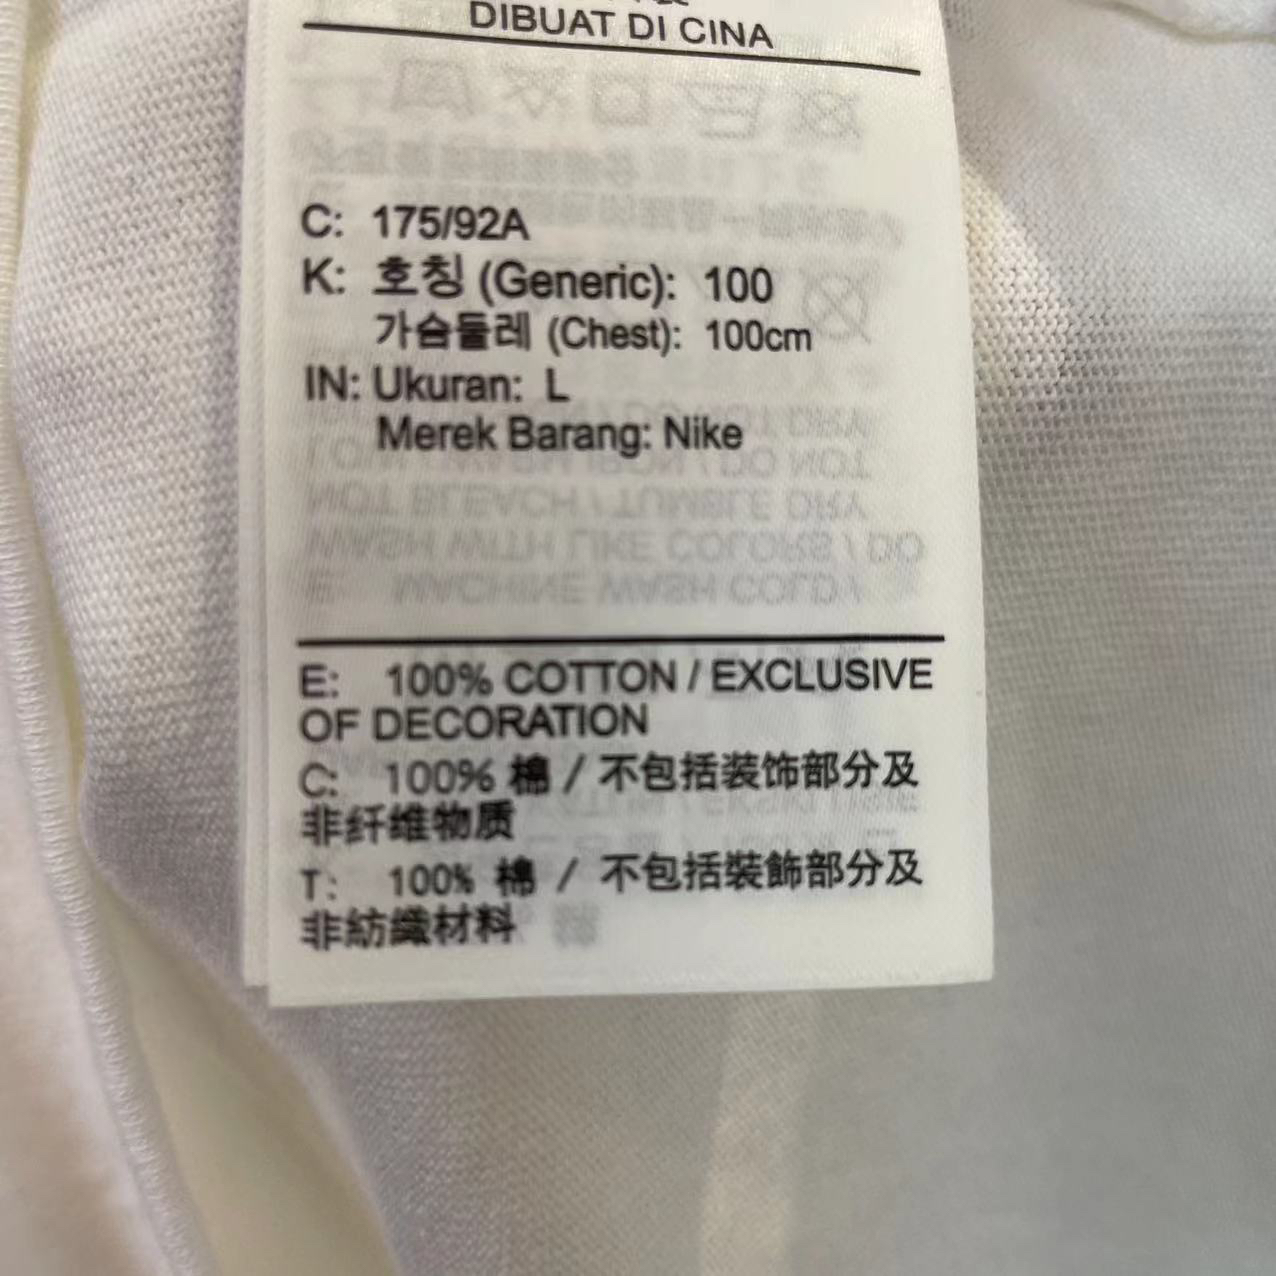 DIBUAT DI CINA
C: 175/92A
K: 호칭 (Generic): 100
가슴둘레 (Chest): 100cm
IN: Ukuran: L
Merek Barang: Nike
E: 100% COTTON / EXCLUSIVE
OF DECORATION
C: 100% 棉 / 不包括装饰部分及
非纤维物质
T: 100% 棉 / 不包括裝飾部分及
非紡織材料